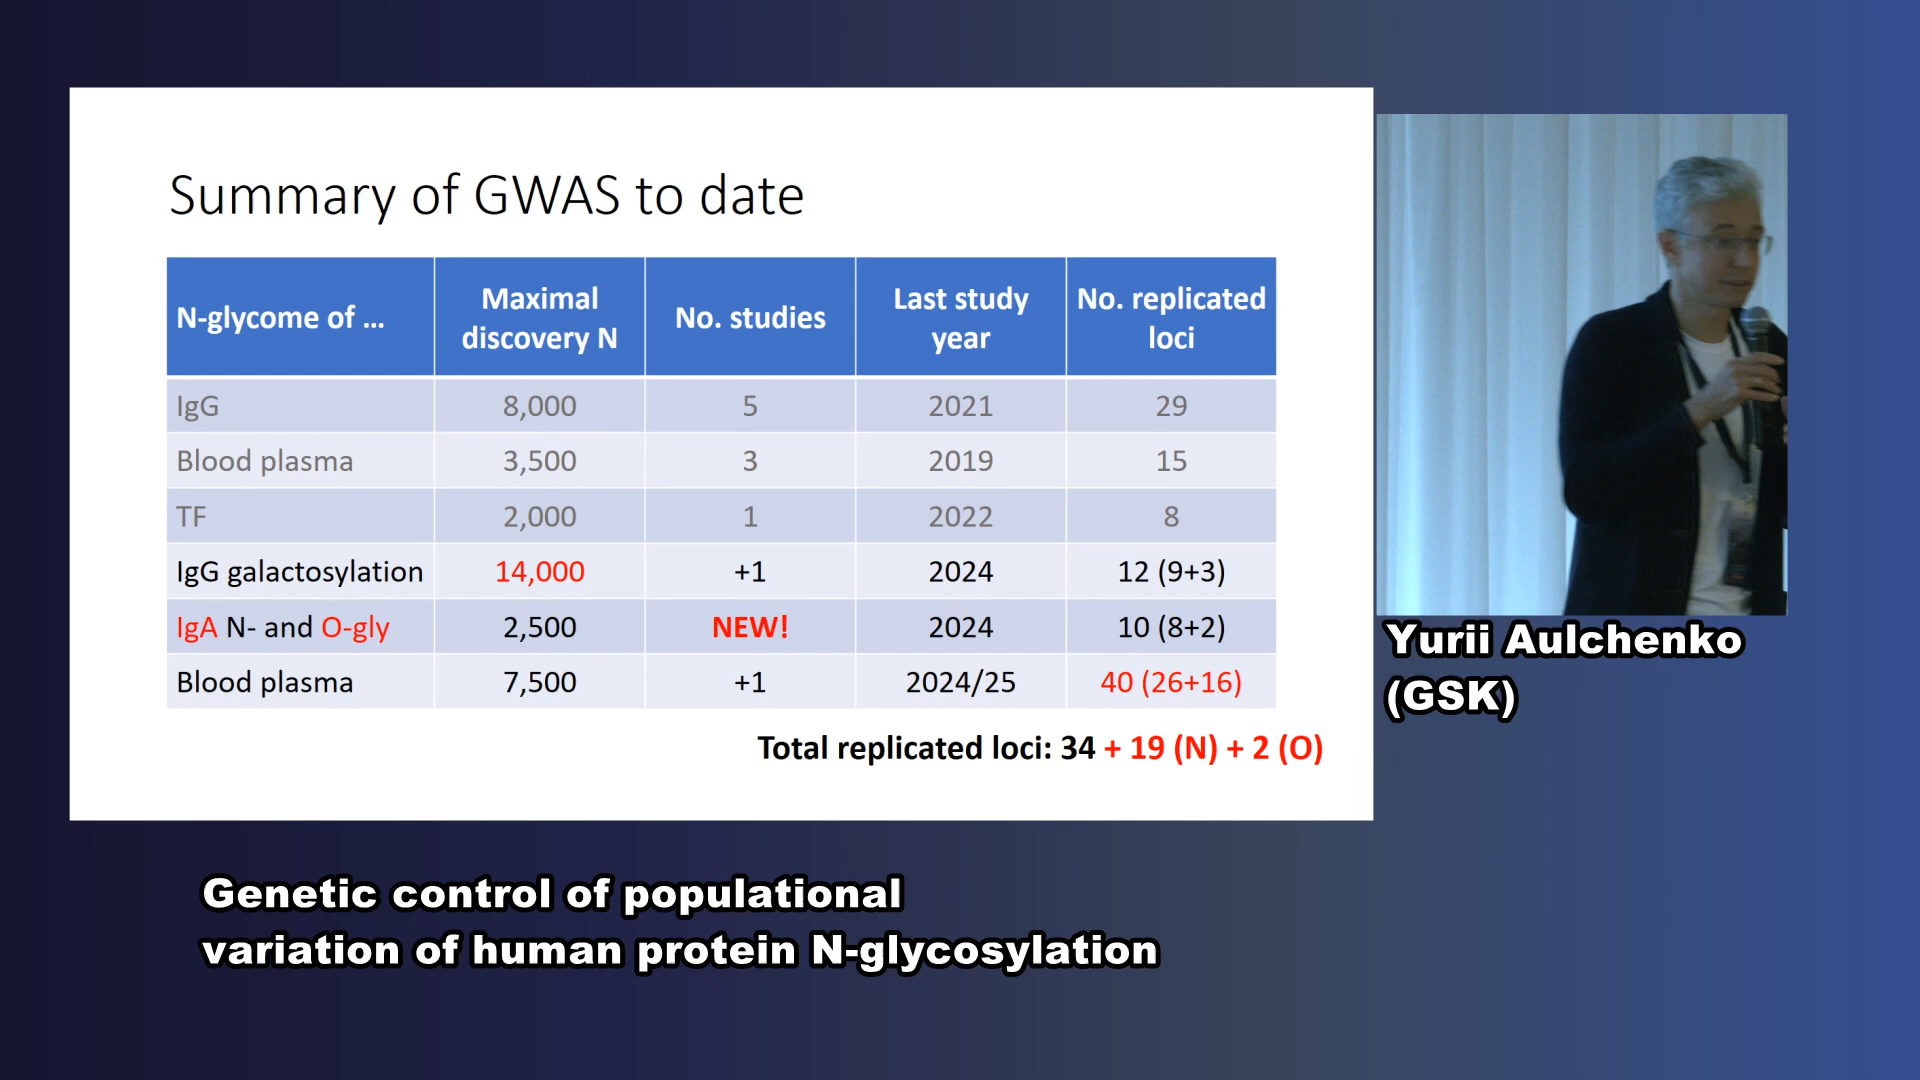 Summary of GWAS to date
N-glycome of ...
Maximal
discovery N
No. studies
Last study
year
No. replicated
loci
IgG 8,000 5 2021 29
Blood plasma 3,500 3 2019 15
TF 2,000 1 2022 8
IgG galactosylation 14,000 +1 2024 12 (9+3)
IgA N- and O-gly 2,500 NEW! 2024 10 (8+2)
Blood plasma 7,500 +1 2024/25 40 (26+16)
Total replicated loci: 34 + 19 (N) + 2 (O)
Yurii Aulchenko
(GSK)
Genetic control of populational
variation of human protein N-glycosylation